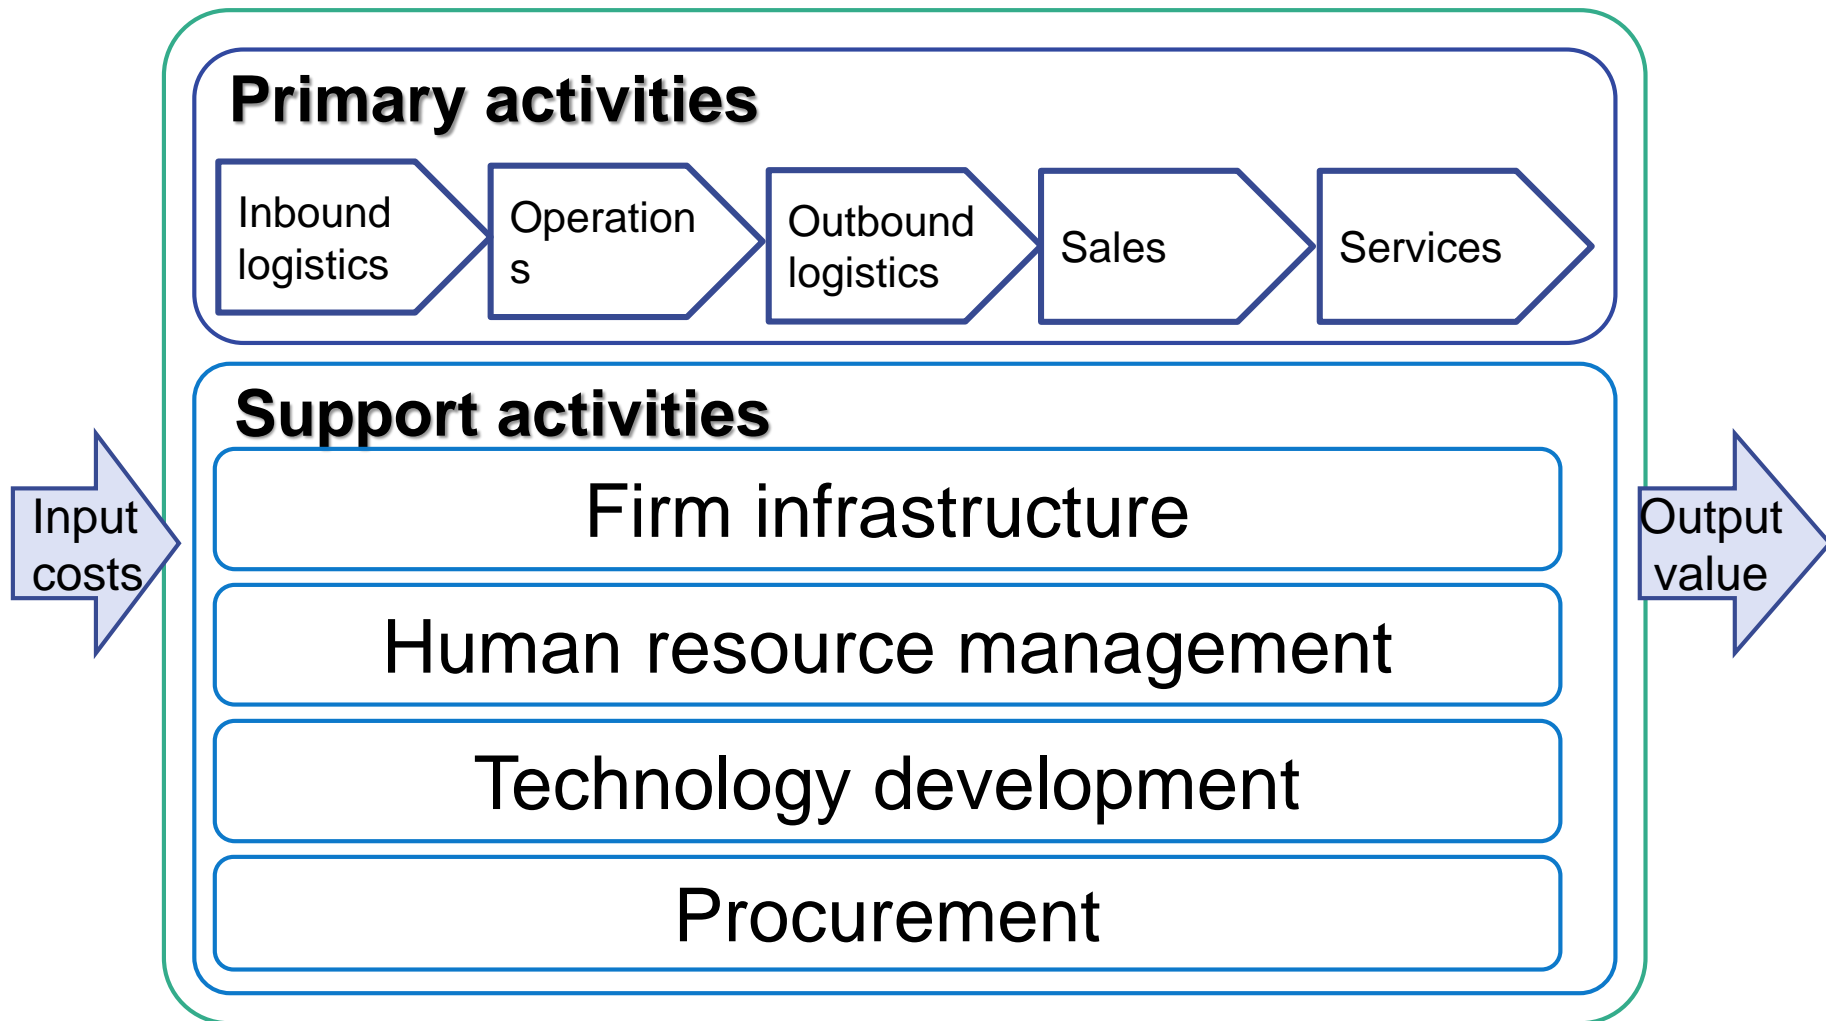 Primary activities
Inbound
logistics
Operation
s
Outbound
logistics
Sales
Services
Support activities
Firm infrastructure
Human resource management
Technology development
Procurement
Input
costs
Output
value